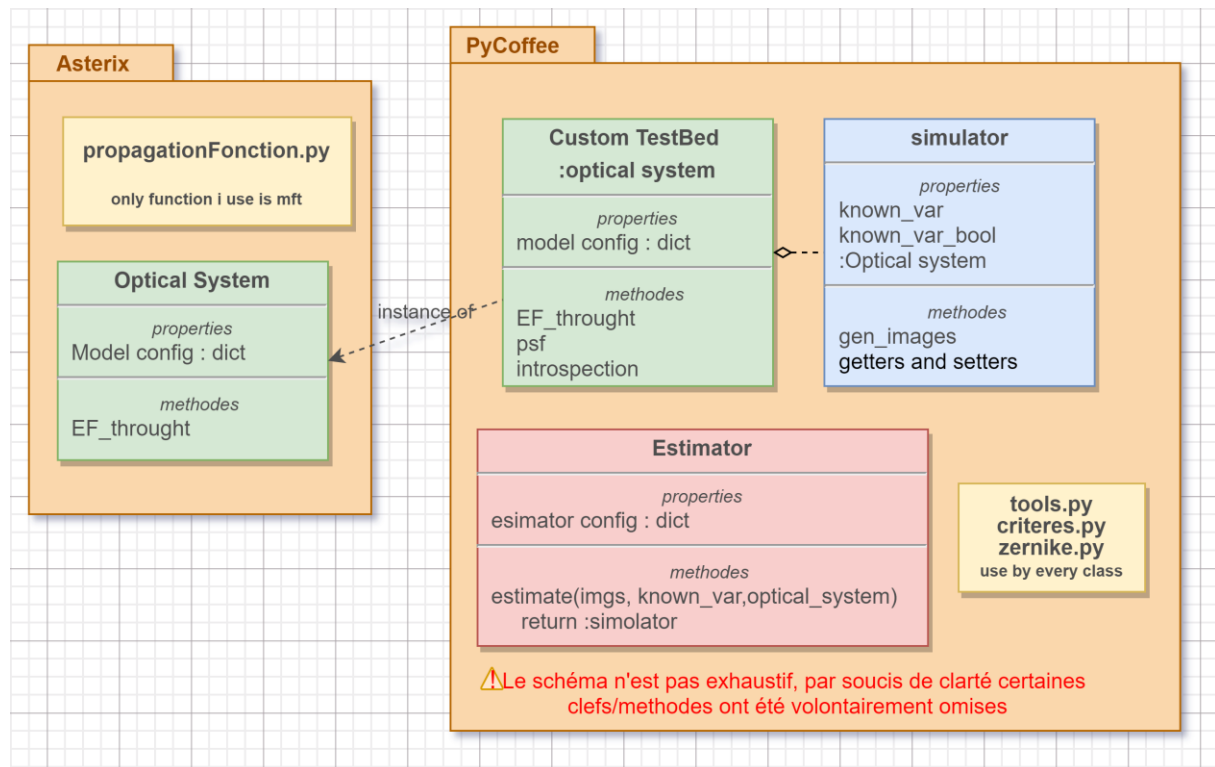 Asterix
propagationFonction.py
only function i use is mft
Optical System
properties
Model config : dict
methodes
EF_throught
instance of
PyCoffee
Custom TestBed
:optical system
properties
model config : dict
methodes
EF_throught
psf
introspection
simulator
properties
known_var
known_var_bool
:Optical system
methodes
gen_images
getters and setters
Estimator
properties
esimator config : dict
methodes
estimate(imgs, known_var,optical_system)
return :simolator
tools.py
criteres.py
zernike.py
use by every class
⚠Le schéma n'est pas exhaustif, par soucis de clarté certaines
clefs/methodes ont été volontairement omises